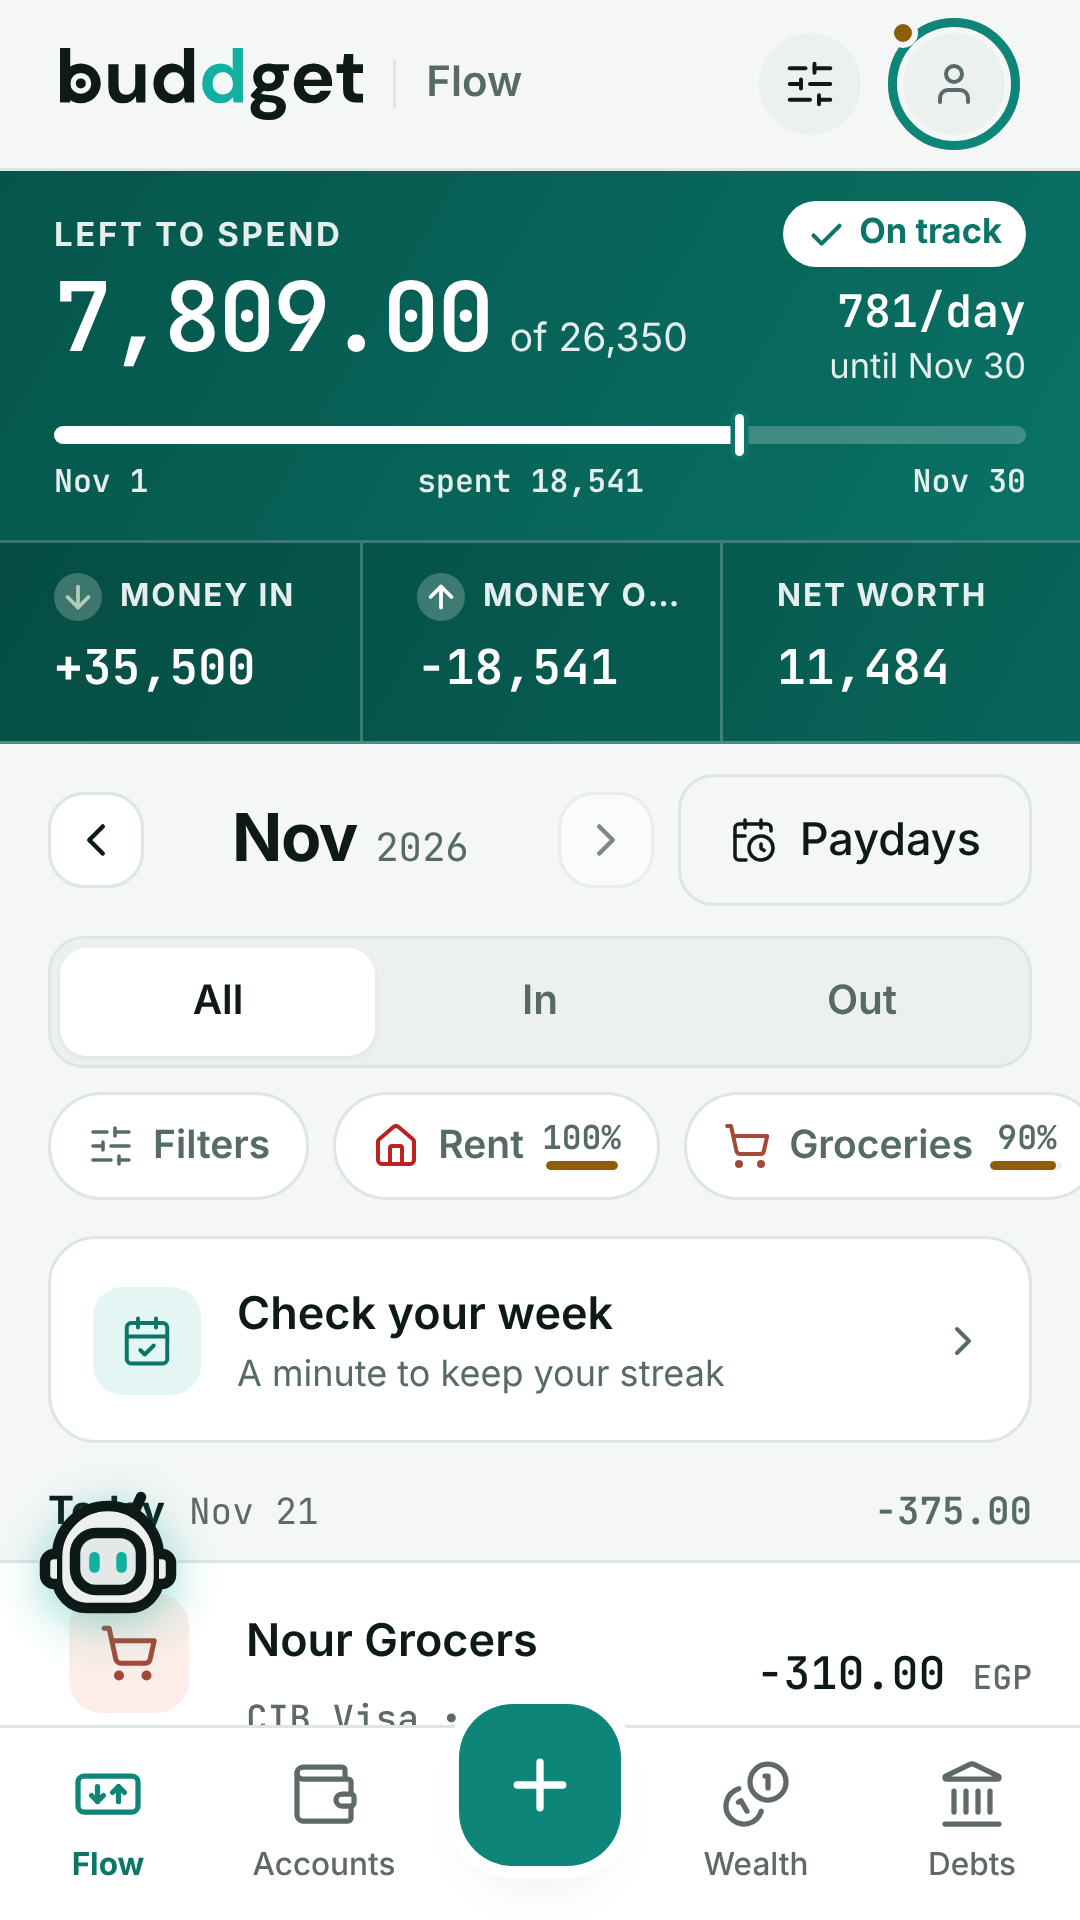 buddget
Flow
LEFT TO SPEND
On track
7,809.00 of 26,350
781/day
until Nov 30
Nov 1
spent 18,541
Nov 30
MONEY IN
MONEY O...
NET WORTH
+35,500
-18,541
11,484
Nov 2026
Paydays
All
In
Out
Filters
Rent 100%
Groceries 90%
Check your week
A minute to keep your streak
Nov 21
-375.00
Nour Grocers
-310.00 EGP
CIB Visa •
Flow
Accounts
Wealth
Debts